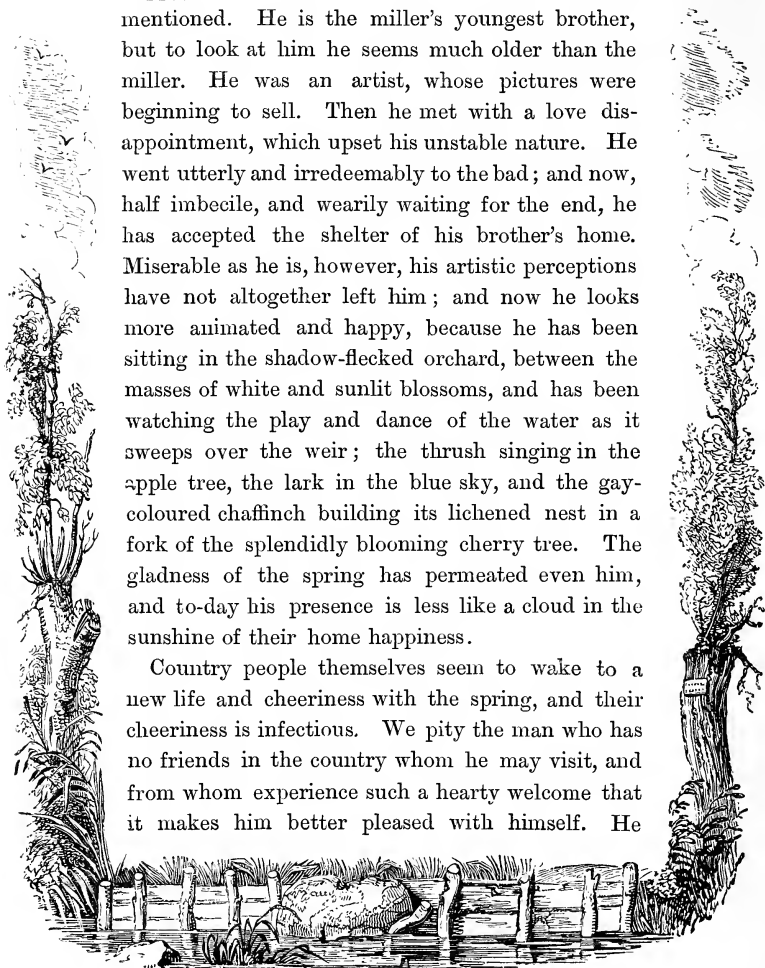 mentioned. He is the miller's youngest brother,
but to look at him he seems much older than the
miller. He was an artist, whose pictures were
beginning to sell. Then he met with a love dis-
appointment, which upset his unstable nature. He
went utterly and irredeemably to the bad; and now,
half imbecile, and wearily waiting for the end, he
has accepted the shelter of his brother's home.
Miserable as he is, however, his artistic perceptions
have not altogether left him; and now he looks
more animated and happy, because he has been
sitting in the shadow-flecked orchard, between the
masses of white and sunlit blossoms, and has been
watching the play and dance of the water as it
sweeps over the weir; the thrush singing in the
apple tree, the lark in the blue sky, and the gay-
coloured chaffinch building its lichened nest in a
fork of the splendidly blooming cherry tree. The
gladness of the spring has permeated even him,
and to-day his presence is less like a cloud in the
sunshine of their home happiness.
Country people themselves seem to wake to a
new life and cheeriness with the spring, and their
cheeriness is infectious. We pity the man who has
no friends in the country whom he may visit, and
from whom experience such a hearty welcome that
it makes him better pleased with himself. He